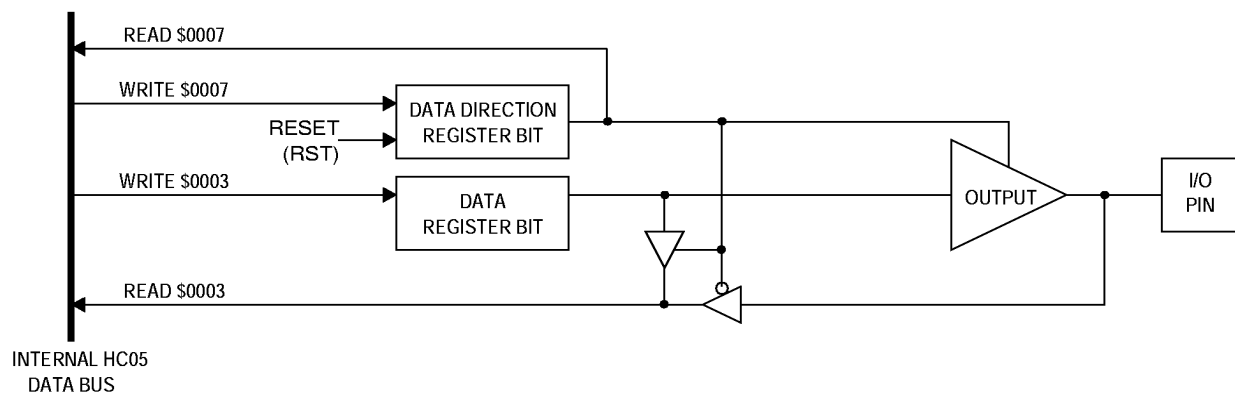 READ $0007
WRITE $0007
DATA DIRECTION
REGISTER BIT
RESET
(RST)
WRITE $0003
DATA
REGISTER BIT
OUTPUT
I/O
PIN
READ $0003
INTERNAL HC05
DATA BUS